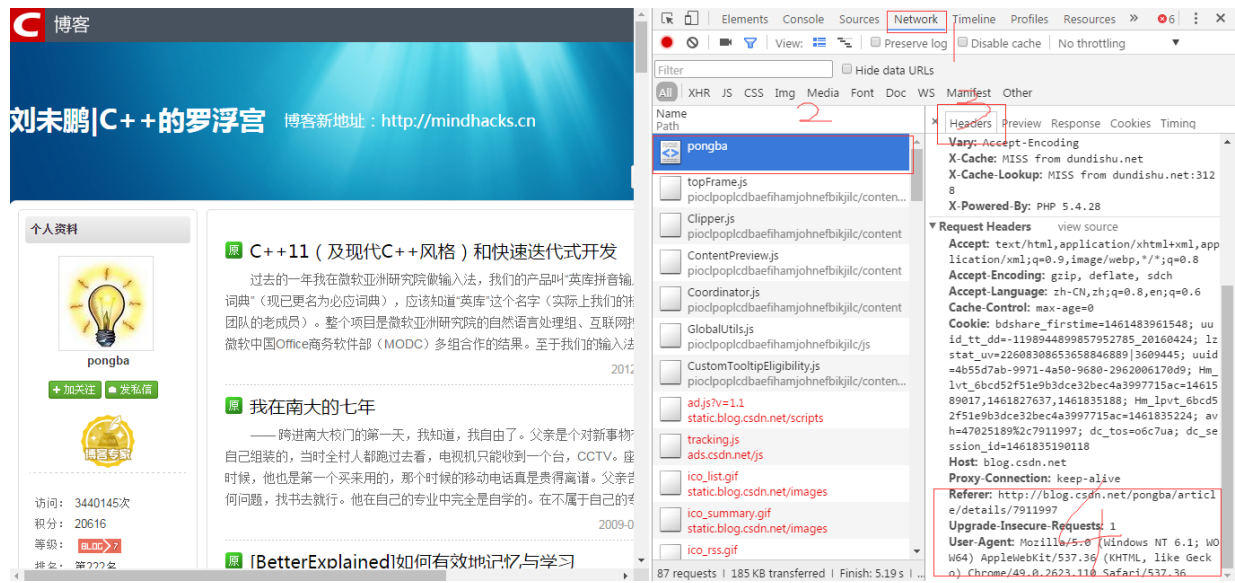 C 博客
刘未鹏|C++的罗浮宫 博客新地址：http://mindhacks.cn
个人资料
pongba
+加关注 发私信
博客专家
访问： 3440145次
积分： 20616
等级： BLOG>7
排名： 第222名
原 C++11（及现代C++风格）和快速迭代式开发
过去的一年我在微软亚洲研究院做输入法，我们的产品叫“英库拼音输
词典”（现已更名为必应词典），应该知道“英库”这个名字（实际上我们的
团队的老成员）。整个项目是微软亚洲研究院的自然语言处理组、互联网
微软中国Office商务软件部（MODC）多组合作的结果。至于我们的输入法
2012
原 我在南大的七年
—— 跨进南大校门的第一天，我知道，我自由了。父亲是个对新事物
自己组装的，当时全村人都跑过去看，电视机只能收到一个台，CCTV。座
时候，他也是第一个买来用的，那个时候的移动电话真是贵得离谱。父亲告
何问题，找书去就行。他在自己的专业中完全是自学的。在不属于自己的专
2009-0
原 [BetterExplained]如何有效地记忆与学习
Elements Console Sources Network Timeline Profiles Resources » 6
View: Preserve log Disable cache No throttling
Filter Hide data URLs
All XHR JS CSS Img Media Font Doc WS Manifest Other
Name
Path
2
pongba
topFrame.js
pioclpoplcdbaefihamjohnefbikjilc/conten...
Clipper.js
pioclpoplcdbaefihamjohnefbikjilc/content
ContentPreview.js
pioclpoplcdbaefihamjohnefbikjilc/content
Coordinator.js
pioclpoplcdbaefihamjohnefbikjilc/content
GlobalUtils.js
pioclpoplcdbaefihamjohnefbikjilc/js
CustomTooltipEligibility.js
pioclpoplcdbaefihamjohnefbikjilc/conten...
ad.js?v=1.1
static.blog.csdn.net/scripts
tracking.js
ads.csdn.net/js
ico_list.gif
static.blog.csdn.net/images
ico_summary.gif
static.blog.csdn.net/images
ico_rss.gif
87 requests | 185 KB transferred | Finish: 5.19 s | ...
3
× Headers Preview Response Cookies Timing
Vary: Accept-Encoding
X-Cache: MISS from dundishu.net
X-Cache-Lookup: MISS from dundishu.net:312
8
X-Powered-By: PHP 5.4.28
Request Headers view source
Accept: text/html,application/xhtml+xml,app
lication/xml;q=0.9,image/webp,*/*;q=0.8
Accept-Encoding: gzip, deflate, sdch
Accept-Language: zh-CN,zh;q=0.8,en;q=0.6
Cache-Control: max-age=0
Cookie: bdshare_firstime=1461483961548; uu
id_tt_dd=-1198944899857952785_20160424; lz
stat_uv=22608308653658846889|3609445; uuid
=4b55d7ab-9971-4a50-9680-2962006170d9; Hm_
lvt_6bcd52f51e9b3dce32bec4a3997715ac=14615
89017,1461827637,1461835188; Hm_lpvt_6bcd5
2f51e9b3dce32bec4a3997715ac=1461835224; av
h=47025189%2c7911997; dc_tos=o6c7ua; dc_se
ssion_id=1461835190118
Host: blog.csdn.net
Proxy-Connection: keep-alive
Referer: http://blog.csdn.net/pongba/articl
e/details/7911997
Upgrade-Insecure-Requests: 1
4
User-Agent: Mozilla/5.0 (Windows NT 6.1; WO
W64) AppleWebKit/537.36 (KHTML, like Geck
o) Chrome/49.0.2623.110 Safari/537.36